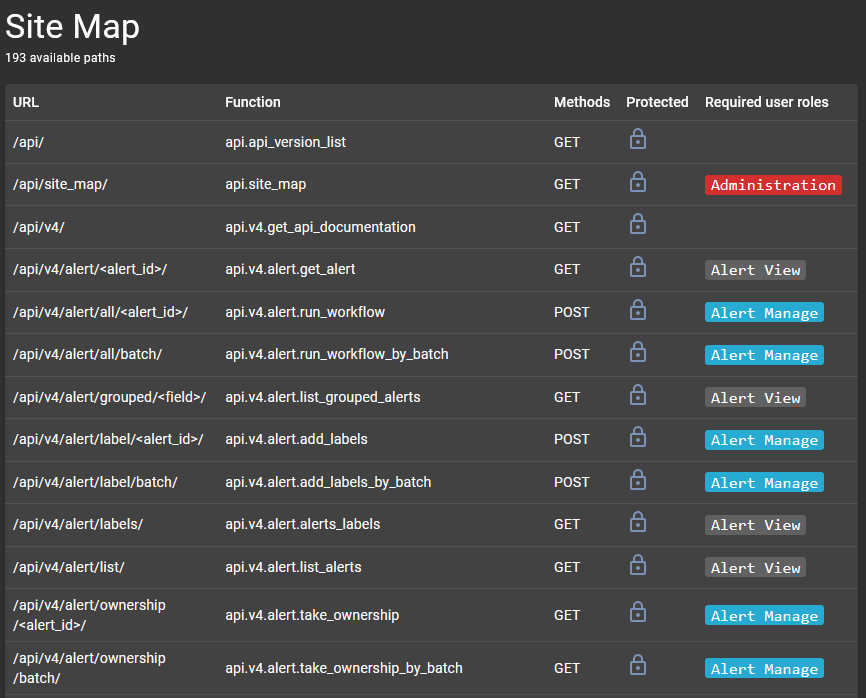 Site Map
193 available paths
URL Function Methods Protected Required user roles
/api/ api.api_version_list GET
/api/site_map/ api.site_map GET Administration
/api/v4/ api.v4.get_api_documentation GET
/api/v4/alert/<alert_id>/ api.v4.alert.get_alert GET Alert View
/api/v4/alert/all/<alert_id>/ api.v4.alert.run_workflow POST Alert Manage
/api/v4/alert/all/batch/ api.v4.alert.run_workflow_by_batch POST Alert Manage
/api/v4/alert/grouped/<field>/ api.v4.alert.list_grouped_alerts GET Alert View
/api/v4/alert/label/<alert_id>/ api.v4.alert.add_labels POST Alert Manage
/api/v4/alert/label/batch/ api.v4.alert.add_labels_by_batch POST Alert Manage
/api/v4/alert/labels/ api.v4.alert.alerts_labels GET Alert View
/api/v4/alert/list/ api.v4.alert.list_alerts GET Alert View
/api/v4/alert/ownership
/<alert_id>/ api.v4.alert.take_ownership GET Alert Manage
/api/v4/alert/ownership
/batch/ api.v4.alert.take_ownership_by_batch GET Alert Manage